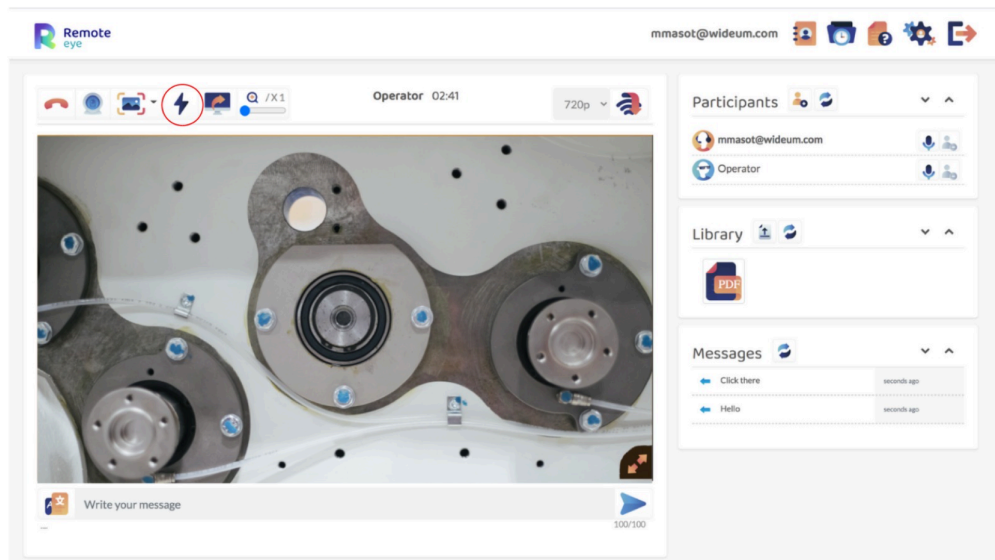 Remote
eye
mmasot@wideum.com
/X1
Operator 02:41
720p
Participants
mmasot@wideum.com
Operator
Library
PDF
Messages
Click there
seconds ago
Hello
seconds ago
A 文
Write your message
100/100